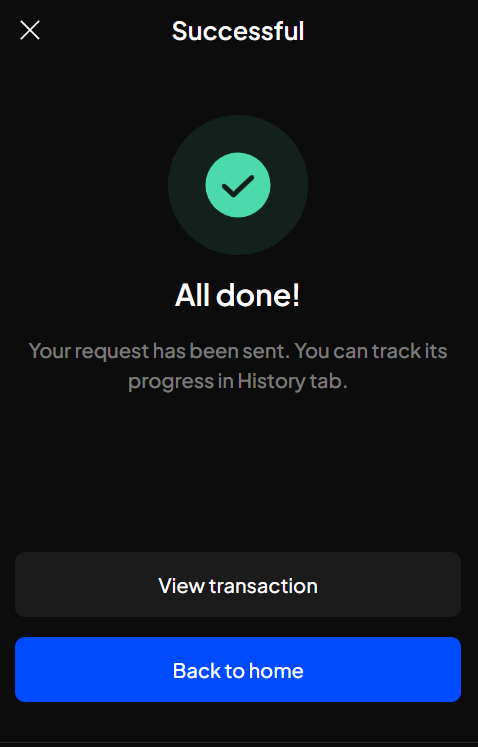 Successful
All done!
Your request has been sent. You can track its
progress in History tab.
View transaction
Back to home